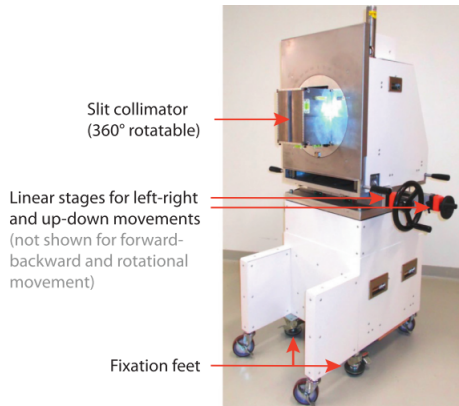 Slit collimator
(360° rotatable)
Linear stages for left-right
and up-down movements
(not shown for forward-
backward and rotational
movement)
Fixation feet